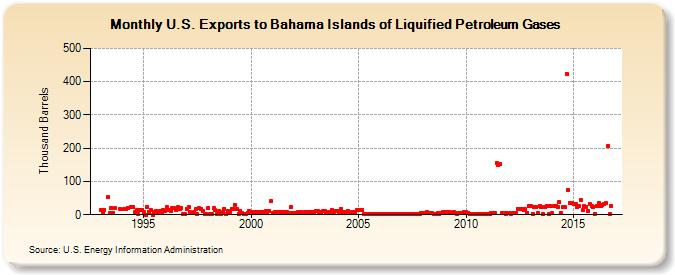 Monthly U.S. Exports to Bahama Islands of Liquified Petroleum Gases
Thousand Barrels
500
400
300
200
100
0
1995 2000 2005 2010 2015
Source: U.S. Energy Information Administration